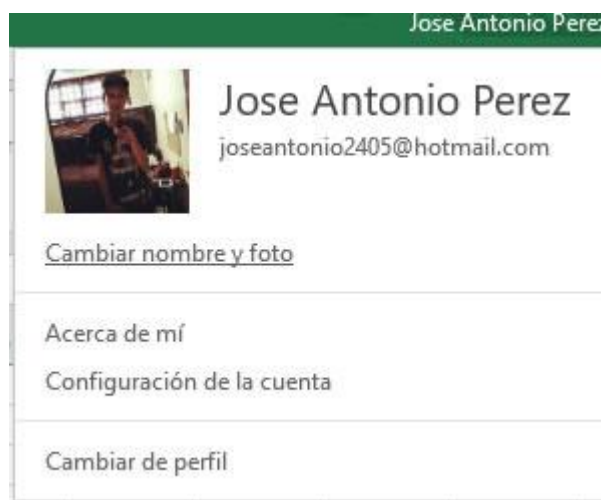 Jose Antonio Perez
Jose Antonio Perez
joseantonio2405@hotmail.com
Cambiar nombre y foto
Acerca de mí
Configuración de la cuenta
Cambiar de perfil